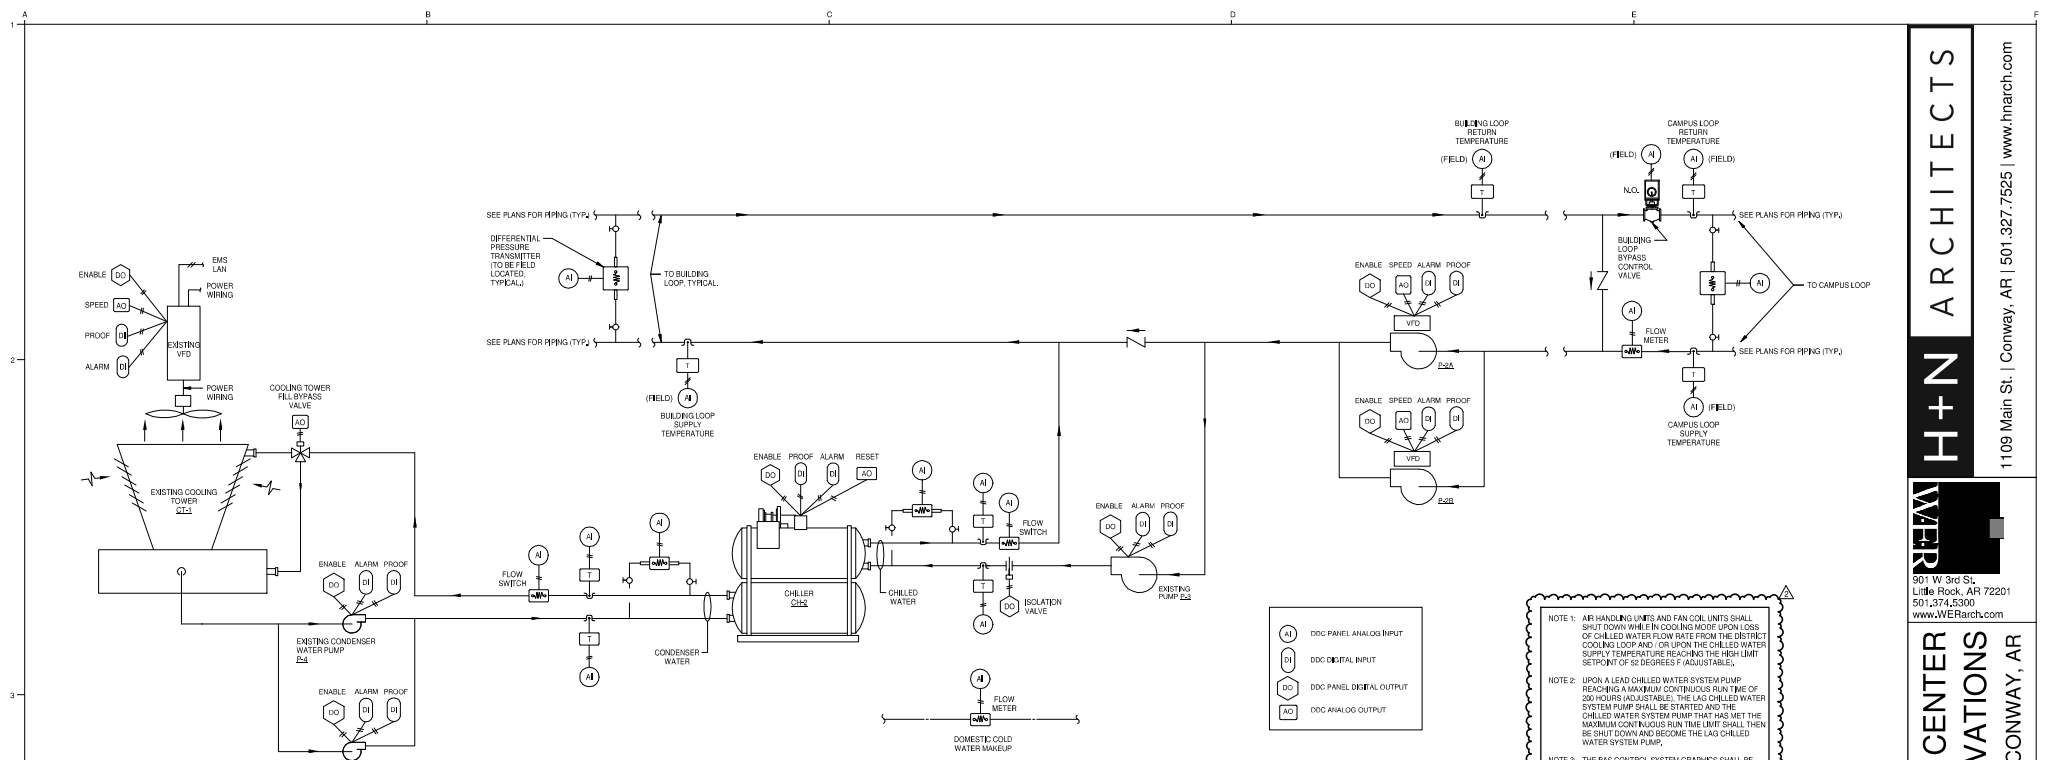 A
B
C
D
E
F
1
2
3
BUILDING LOOP
RETURN
TEMPERATURE
(FIELD)
AI
T
CAMPUS LOOP
RETURN
TEMPERATURE
(FIELD)
AI
AI
(FIELD)
N.O.
T
SEE PLANS FOR PIPING (TYP.)
SEE PLANS FOR PIPING (TYP.)
DIFFERENTIAL
PRESSURE
TRANSMITTER
(TO BE FIELD
LOCATED,
TYPICAL.)
AI
TO BUILDING
LOOP, TYPICAL.
BUILDING
LOOP
BYPASS
CONTROL
VALVE
AI
TO CAMPUS LOOP
EMS
LAN
POWER
WIRING
ENABLE
DO
SPEED
AO
PROOF
DI
ALARM
DI
EXISTING
VFD
POWER
WIRING
ENABLE SPEED ALARM PROOF
DO AO DI DI
VFD
P-2A
AI
FLOW
METER
SEE PLANS FOR PIPING (TYP.)
SEE PLANS FOR PIPING (TYP.)
T
(FIELD)
AI
BUILDING LOOP
SUPPLY
TEMPERATURE
T
AI
(FIELD)
CAMPUS LOOP
SUPPLY
TEMPERATURE
COOLING TOWER
FILL BYPASS
VALVE
AO
ENABLE SPEED ALARM PROOF
DO AO DI DI
VFD
P-2B
EXISTING COOLING
TOWER
CT-1
ENABLE PROOF ALARM RESET
DO DI DI AO
AI
AI
AI
T
FLOW
SWITCH
ENABLE ALARM PROOF
DO DI DI
EXISTING
PUMP P-3
AI
FLOW
SWITCH
AI
T
AI
CHILLER
CH-2
CHILLED
WATER
T
AI
DO
ISOLATION
VALVE
T
AI
CONDENSER
WATER
ENABLE ALARM PROOF
DO DI DI
EXISTING CONDENSER
WATER PUMP
P-4
ENABLE ALARM PROOF
DO DI DI
AI
FLOW
METER
DOMESTIC COLD
WATER MAKEUP
AI DDC PANEL ANALOG INPUT
DI DDC DIGITAL INPUT
DO DDC PANEL DIGITAL OUTPUT
AO DDC ANALOG OUTPUT
2
NOTE 1: AIR HANDLING UNITS AND FAN COIL UNITS SHALL
SHUT DOWN WHILE IN COOLING MODE UPON LOSS
OF CHILLED WATER FLOW RATE FROM THE DISTRICT
COOLING LOOP AND / OR UPON THE CHILLED WATER
SUPPLY TEMPERATURE REACHING THE HIGH LIMIT
SETPOINT OF 52 DEGREES F (ADJUSTABLE).
NOTE 2: UPON A LEAD CHILLED WATER SYSTEM PUMP
REACHING A MAXIMUM CONTINUOUS RUN TIME OF
200 HOURS (ADJUSTABLE), THE LAG CHILLED WATER
SYSTEM PUMP SHALL BE STARTED AND THE
CHILLED WATER SYSTEM PUMP THAT HAS MET THE
MAXIMUM CONTINUOUS RUN TIME LIMIT SHALL THEN
BE SHUT DOWN AND BECOME THE LAG CHILLED
WATER SYSTEM PUMP.
NOTE 3: THE BAS CONTROL SYSTEM GRAPHICS SHALL BE
H+N ARCHITECTS
1109 Main St. | Conway, AR | 501.327.7525 | www.hnarch.com
WER
901 W 3rd St.
Little Rock, AR 72201
501.374.5300
www.WERarch.com
CENTER
VATIONS
CONWAY, AR